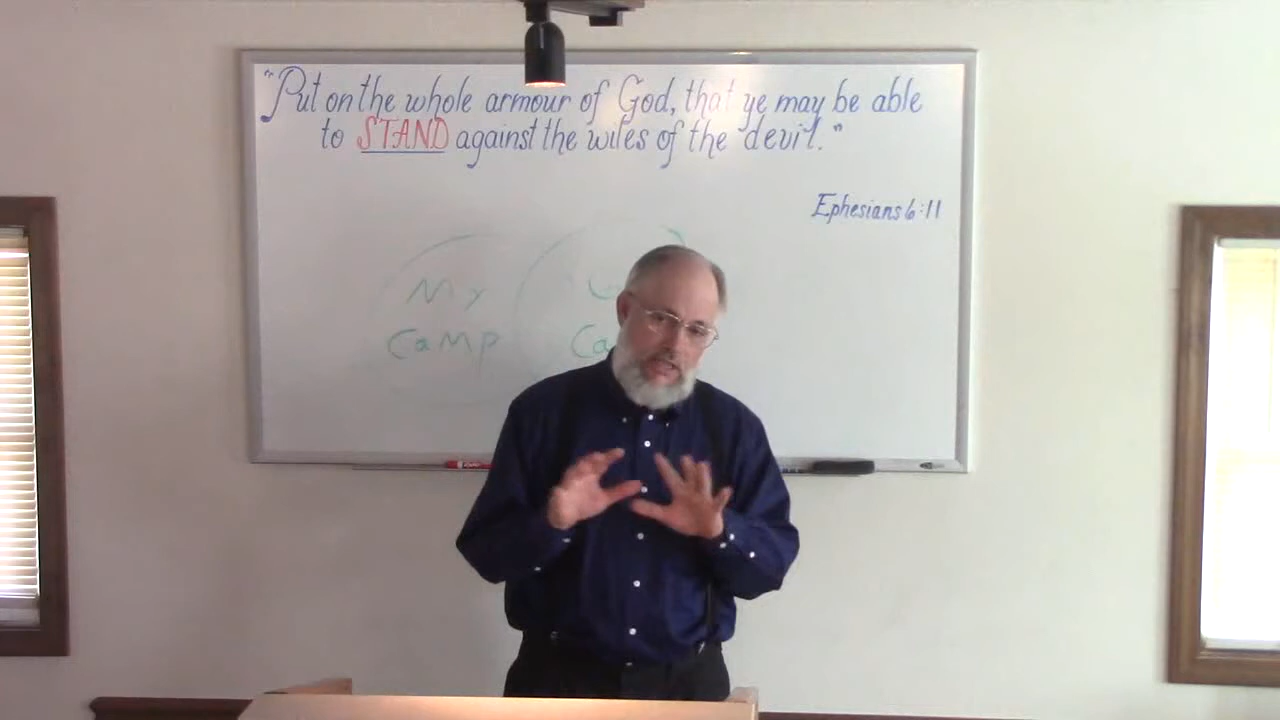 "Put on the whole armour of God, that ye may be able
to STAND against the wiles of the devil."
Ephesians 6:11
My
Camp